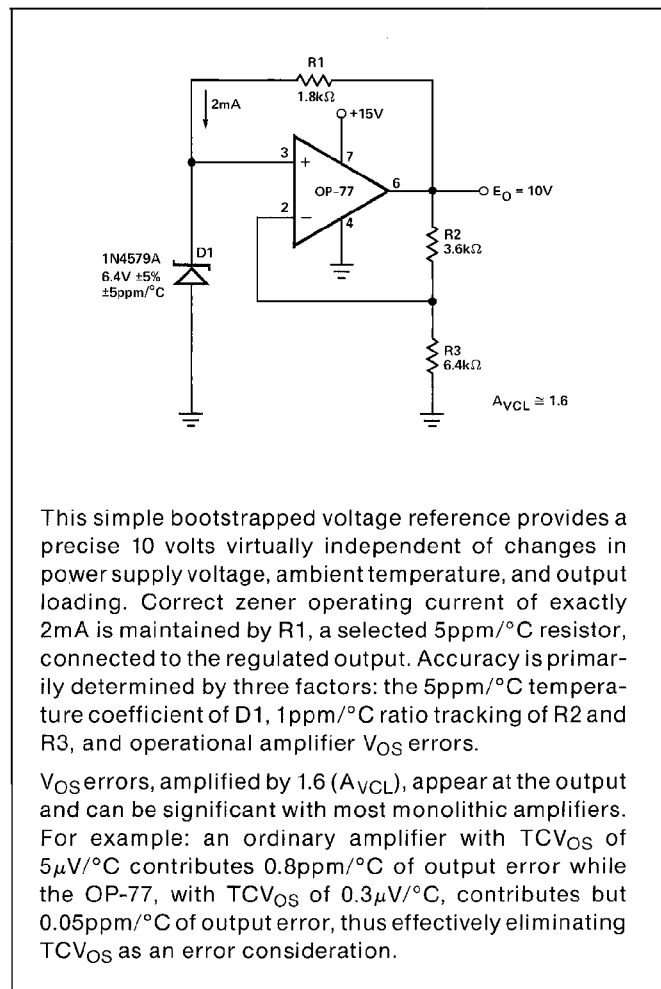 R1
1.8kΩ
2mA
+15V
3
+
7
OP-77
6
E_O = 10V
2
−
4
R2
3.6kΩ
1N4579A
6.4V ±5%
±5ppm/°C
D1
R3
6.4kΩ
A_VCL ≅ 1.6
This simple bootstrapped voltage reference provides a
precise 10 volts virtually independent of changes in
power supply voltage, ambient temperature, and output
loading. Correct zener operating current of exactly
2mA is maintained by R1, a selected 5ppm/°C resistor,
connected to the regulated output. Accuracy is primar-
ily determined by three factors: the 5ppm/°C tempera-
ture coefficient of D1, 1ppm/°C ratio tracking of R2 and
R3, and operational amplifier V_OS errors.
V_OS errors, amplified by 1.6 (A_VCL), appear at the output
and can be significant with most monolithic amplifiers.
For example: an ordinary amplifier with TCV_OS of
5μV/°C contributes 0.8ppm/°C of output error while
the OP-77, with TCV_OS of 0.3μV/°C, contributes but
0.05ppm/°C of output error, thus effectively eliminating
TCV_OS as an error consideration.